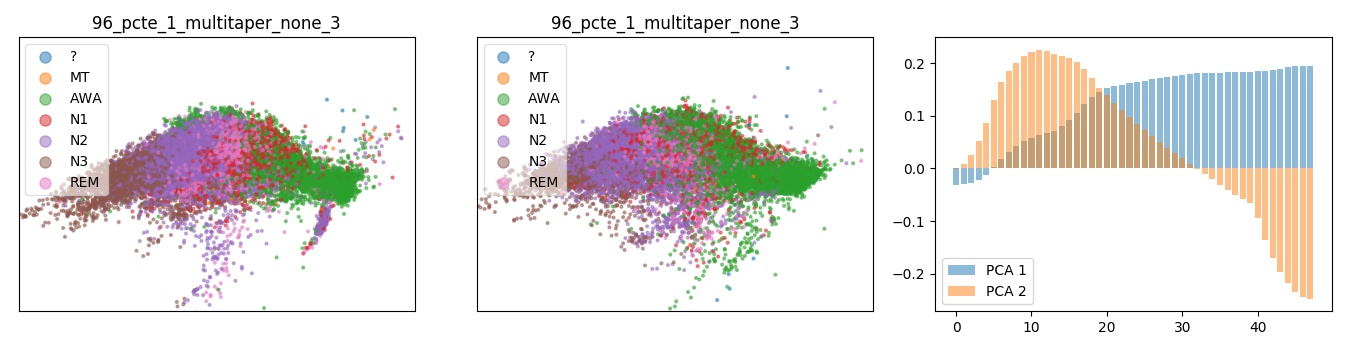 96_pcte_1_multitaper_none_3
?
MT
AWA
N1
N2
N3
REM
96_pcte_1_multitaper_none_3
?
MT
AWA
N1
N2
N3
REM
0.2
0.1
0.0
−0.1
−0.2
PCA 1
PCA 2
0 10 20 30 40